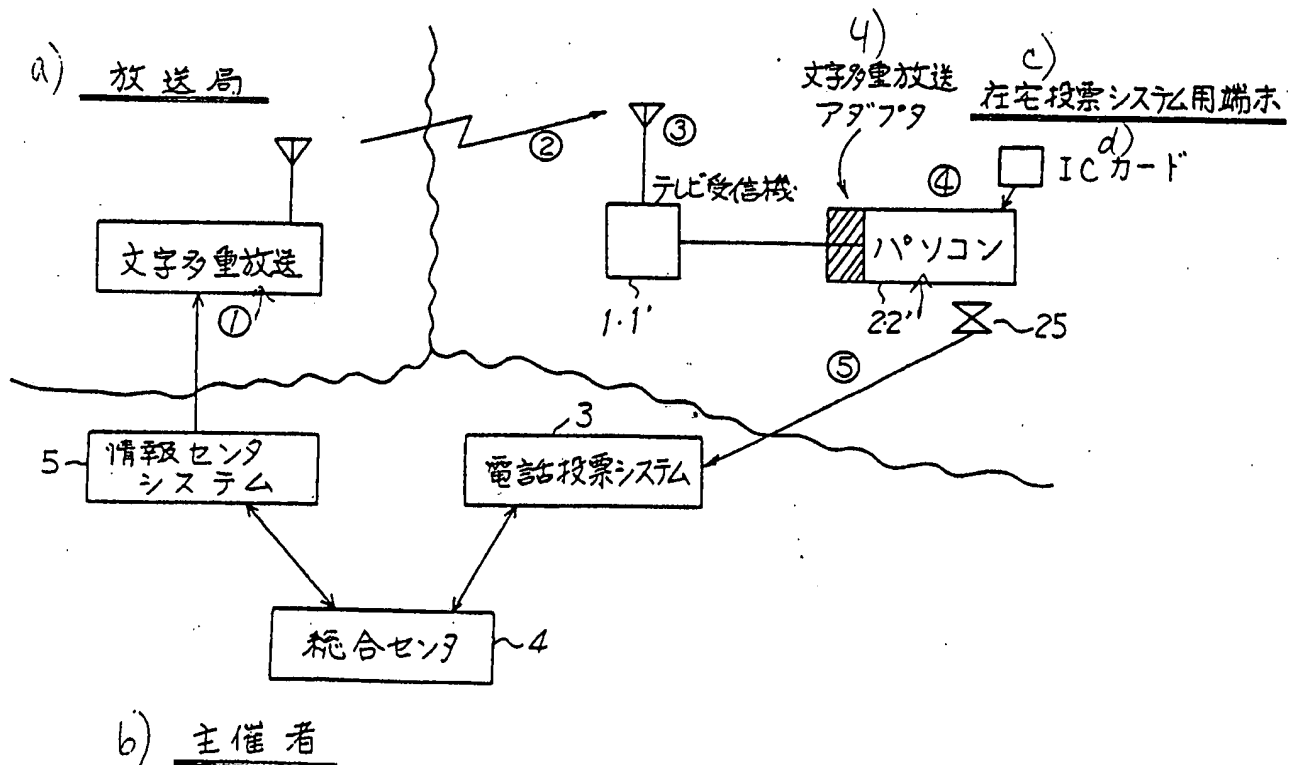 a) 放送局
4)
文字多重放送
アダプタ
c)
在宅投票システム用端末
②
③
d)
ICカード
テレビ受信機
④
文字多重放送
パソコン
①
1·1'
2·2'
25
⑤
3
5
情報センタ
システム
電話投票システム
総合センタ
4
b) 主催者